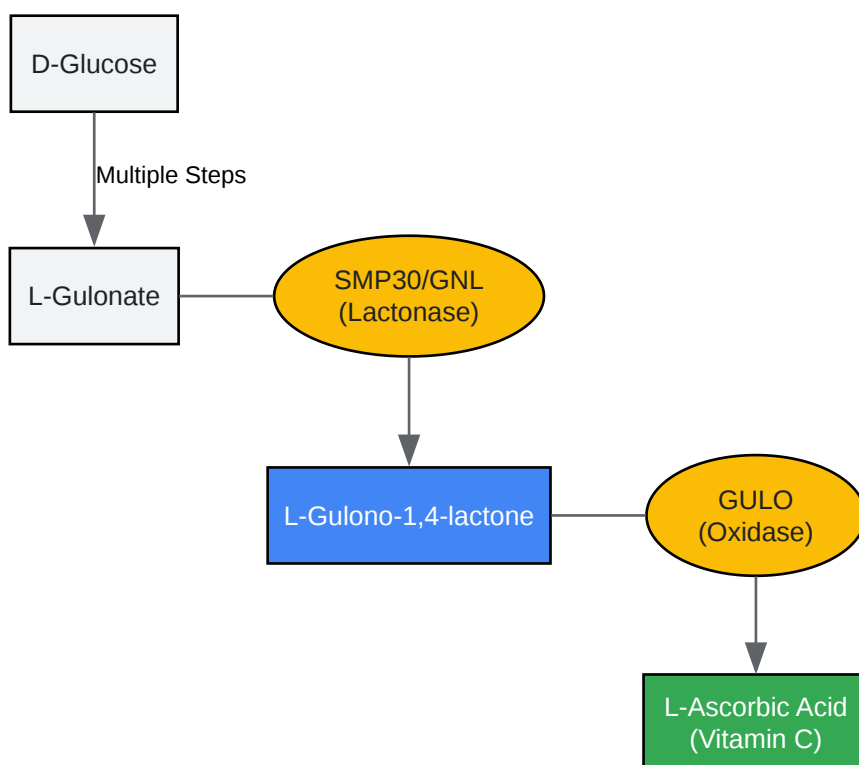 D-Glucose
Multiple Steps
L-Gulonate
SMP30/GNL
(Lactonase)
L-Gulono-1,4-lactone
GULO
(Oxidase)
L-Ascorbic Acid
(Vitamin C)